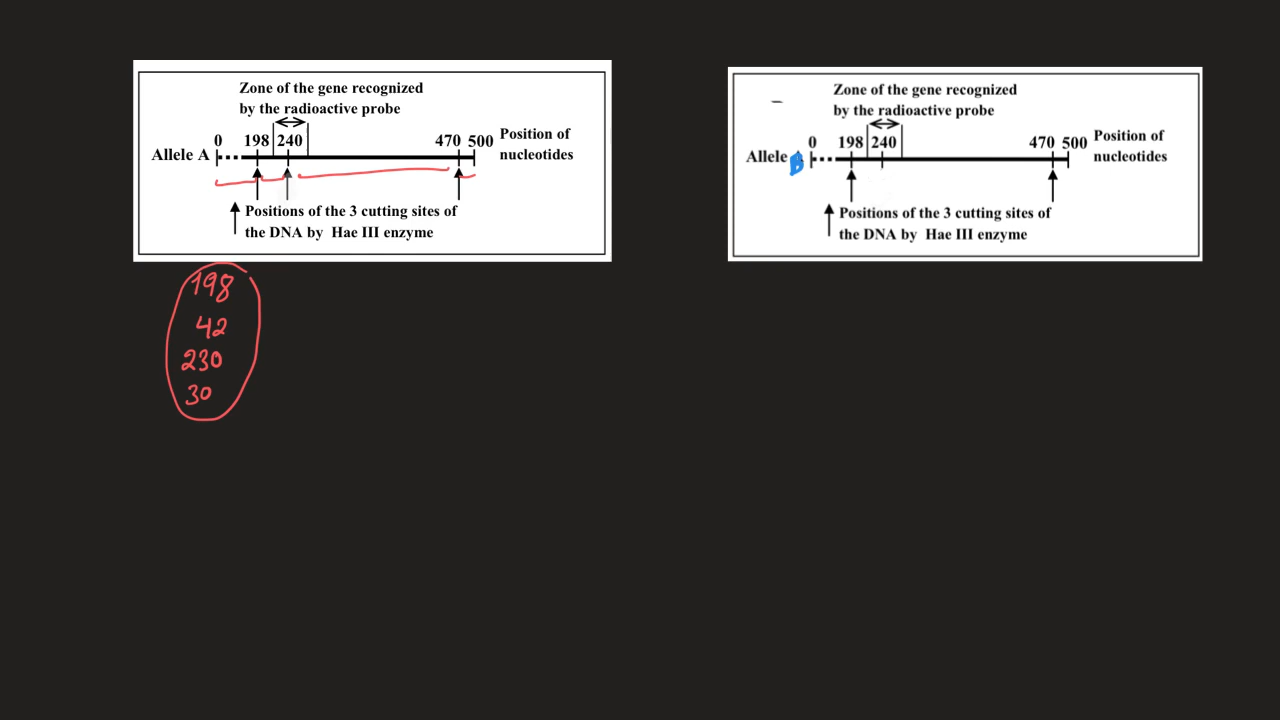 Zone of the gene recognized
by the radioactive probe
0 198 240 470 500 Position of
Allele A nucleotides
Positions of the 3 cutting sites of
the DNA by Hae III enzyme
198
42
230
30
Zone of the gene recognized
by the radioactive probe
0 198 240 470 500 Position of
Allele B nucleotides
Positions of the 3 cutting sites of
the DNA by Hae III enzyme